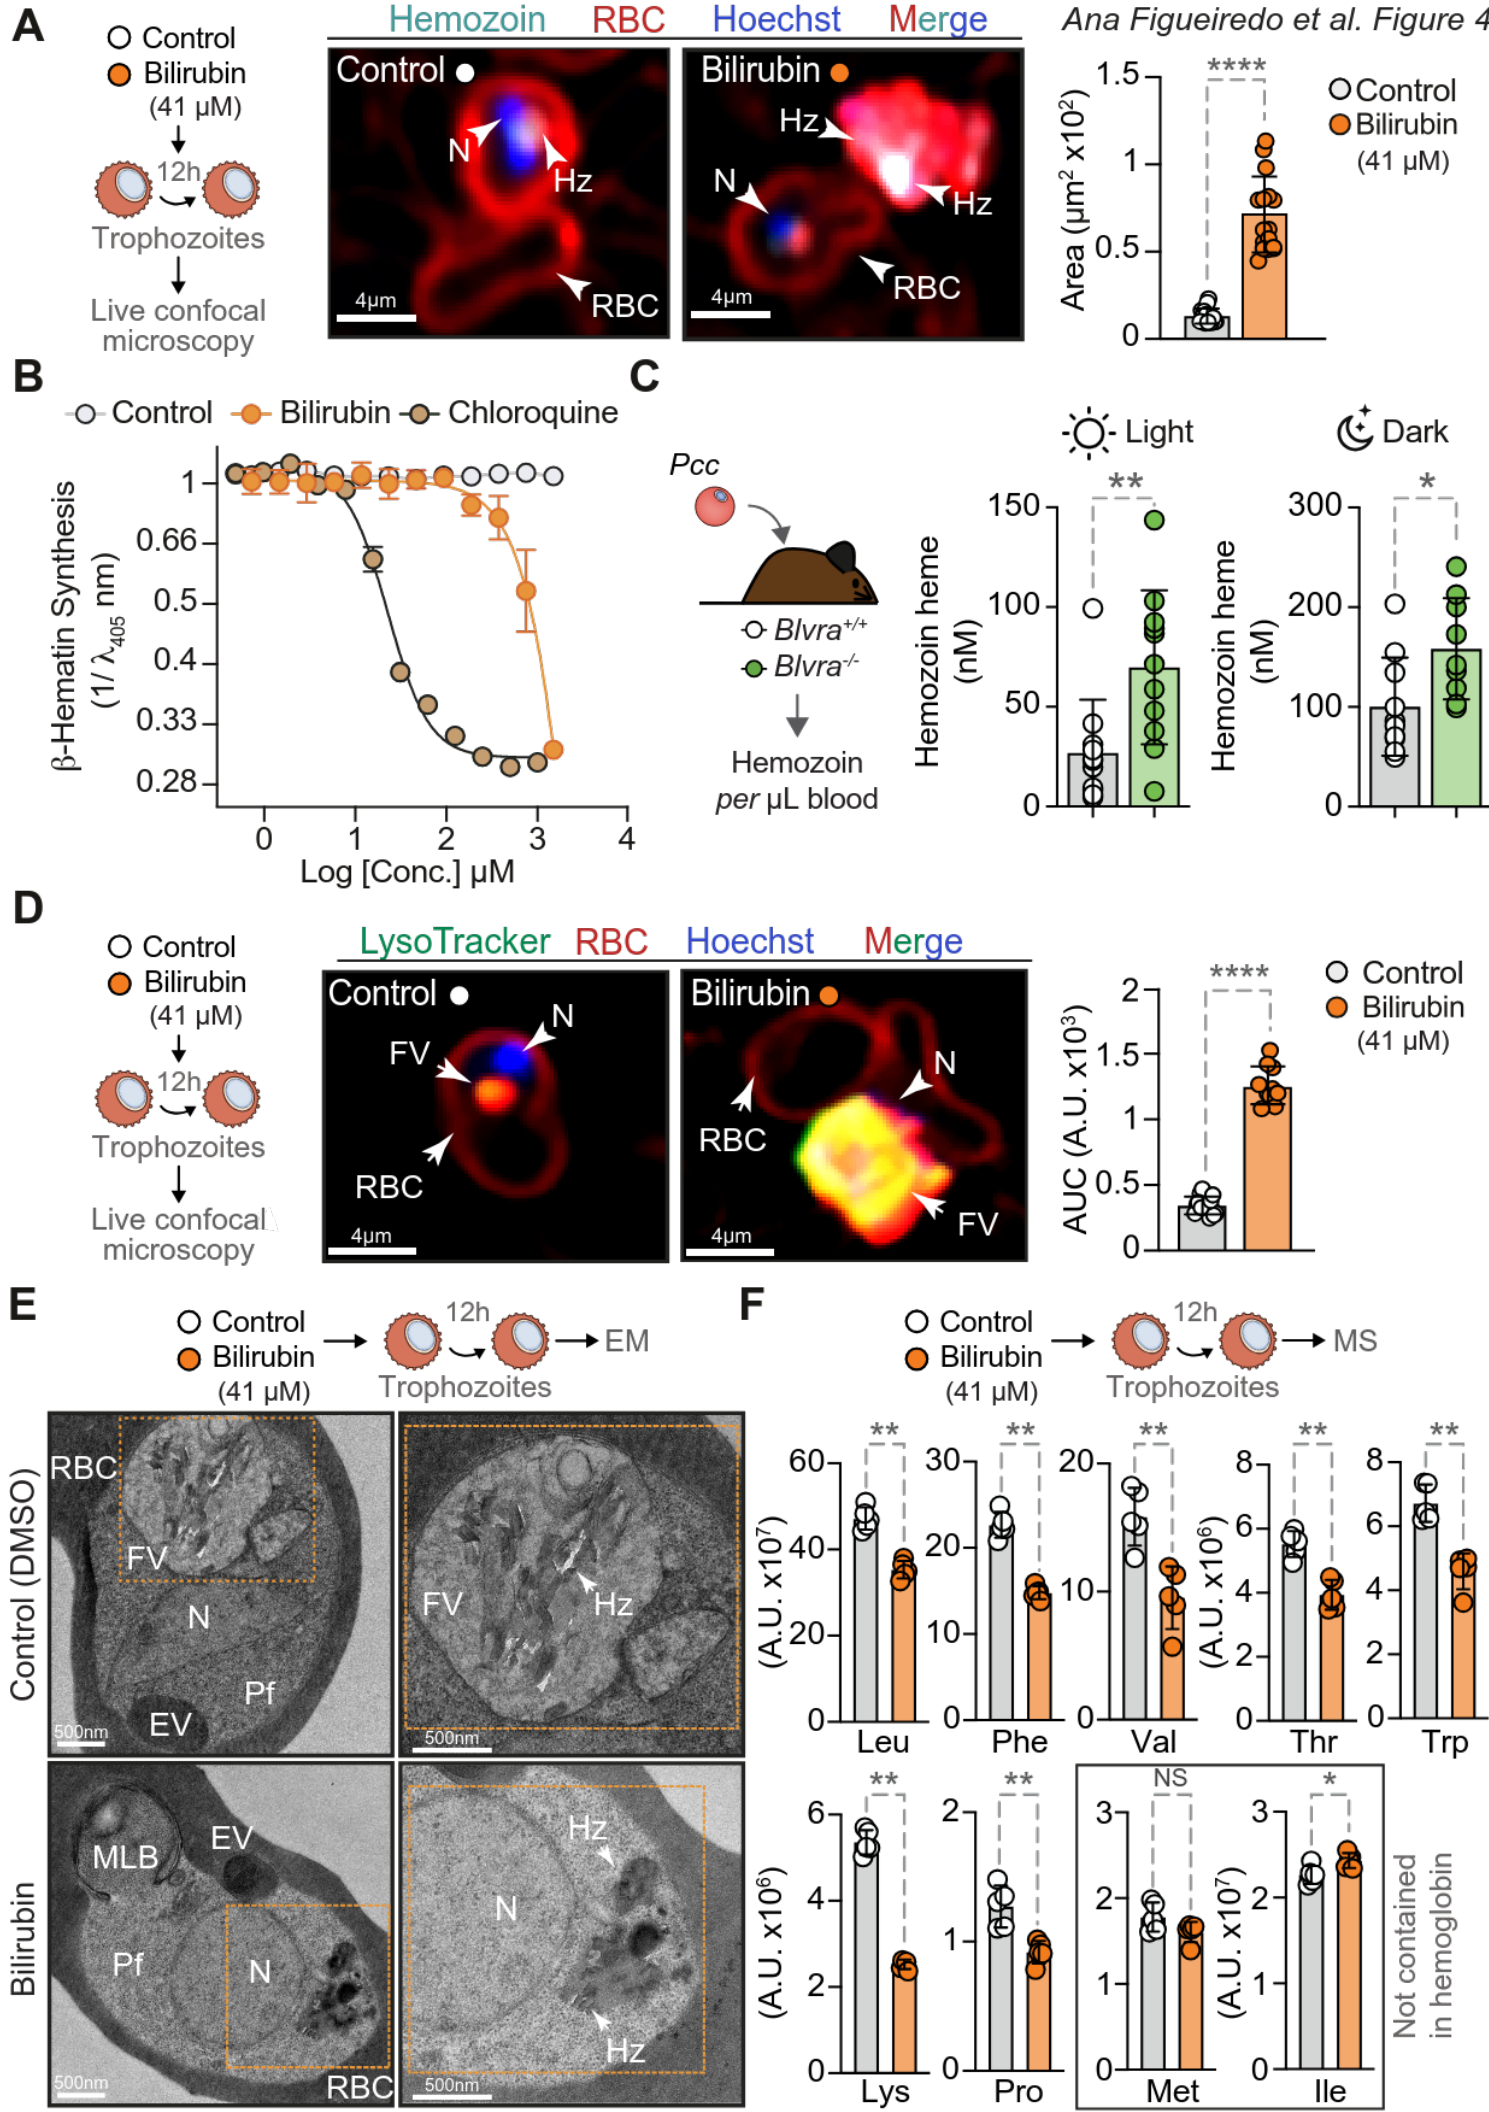 Ana Figueiredo et al. Figure 4
A
Control
Bilirubin
(41 µM)
12h
Trophozoites
Live confocal
microscopy
Hemozoin RBC Hoechst Merge
Control
N
Hz
RBC
4µm
Bilirubin
Hz
N
Hz
RBC
4µm
Area (µm² x10²)
1.5
1
0.5
0
****
Control
Bilirubin
(41 µM)
B
Control Bilirubin Chloroquine
β-Hematin Synthesis
(1/ λ405 nm)
1
0.66
0.5
0.4
0.33
0.28
0 1 2 3 4
Log [Conc.] µM
C
Pcc
Blvra+/+
Blvra-/-
Hemozoin
per µL blood
Light
**
Hemozoin heme
(nM)
150
100
50
0
Dark
*
Hemozoin heme
(nM)
300
200
100
0
D
Control
Bilirubin
(41 µM)
12h
Trophozoites
Live confocal
microscopy
LysoTracker RBC Hoechst Merge
Control
N
FV
RBC
4µm
Bilirubin
N
RBC
FV
4µm
AUC (A.U. x10³)
2
1.5
1
0.5
0
****
Control
Bilirubin
(41 µM)
E
Control
Bilirubin
(41 µM)
12h
EM
Trophozoites
Control (DMSO)
RBC
FV
N
Pf
EV
500nm
FV
Hz
500nm
Bilirubin
MLB
EV
Pf
N
RBC
500nm
Hz
N
Hz
500nm
F
Control
Bilirubin
(41 µM)
12h
MS
Trophozoites
(A.U. x10⁷)
60
40
20
0
**
Leu
30
20
10
0
**
Phe
20
10
0
**
Val
(A.U. x10⁶)
8
6
4
2
0
**
Thr
8
6
4
2
0
**
Trp
(A.U. x10⁶)
6
4
2
0
**
Lys
2
1
0
**
Pro
3
2
1
0
NS
Met
(A.U. x10⁷)
3
2
1
0
*
Ile
Not contained
in hemoglobin